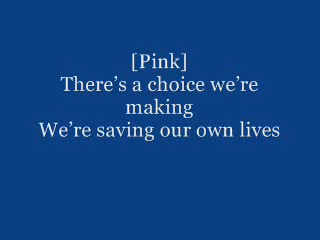 [Pink]
There’s a choice we’re
making
We’re saving our own lives